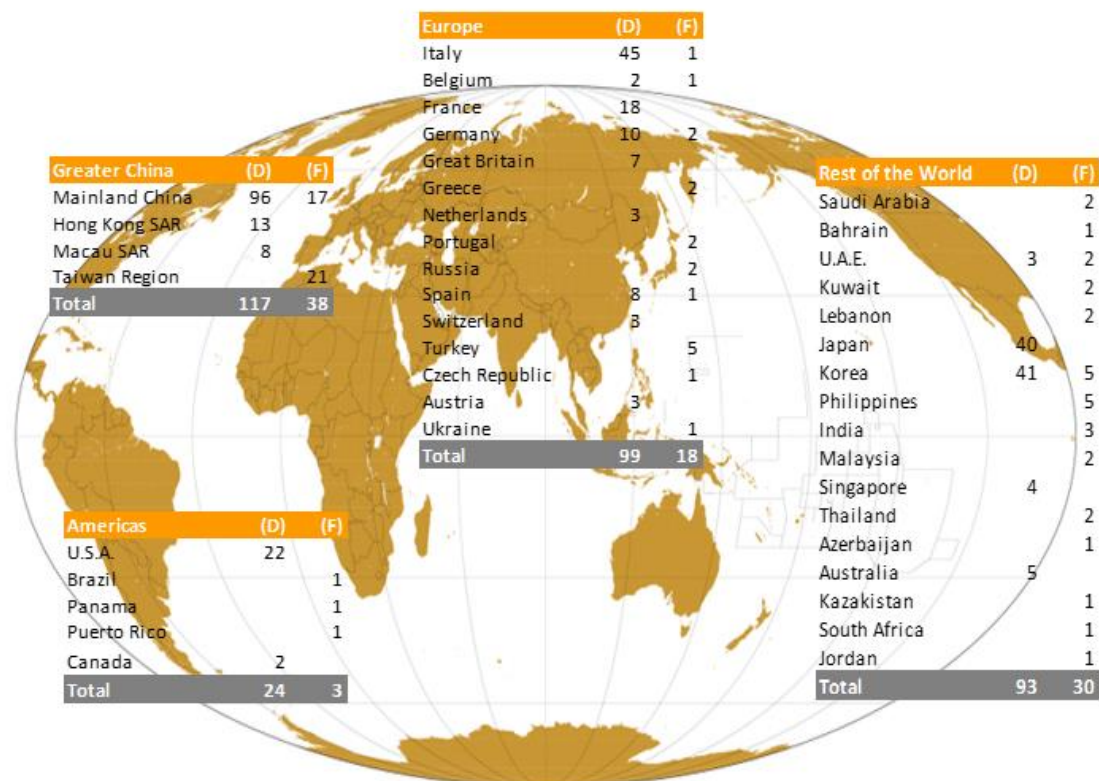 Europe (D) (F)
Italy 45 1
Belgium 2 1
France 18
Germany 10 2
Great Britain 7
Greece 2
Netherlands 3
Portugal 2
Russia 2
Spain 8 1
Switzerland 3
Turkey 5
Czech Republic 1
Austria 3
Ukraine 1
Total 99 18
Greater China (D) (F)
Mainland China 96 17
Hong Kong SAR 13
Macau SAR 8
Taiwan Region 21
Total 117 38
Rest of the World (D) (F)
Saudi Arabia 2
Bahrain 1
U.A.E. 3 2
Kuwait 2
Lebanon 2
Japan 40
Korea 41 5
Philippines 5
India 3
Malaysia 2
Singapore 4
Thailand 2
Azerbaijan 1
Australia 5
Kazakistan 1
South Africa 1
Jordan 1
Total 93 30
Americas (D) (F)
U.S.A. 22
Brazil 1
Panama 1
Puerto Rico 1
Canada 2
Total 24 3